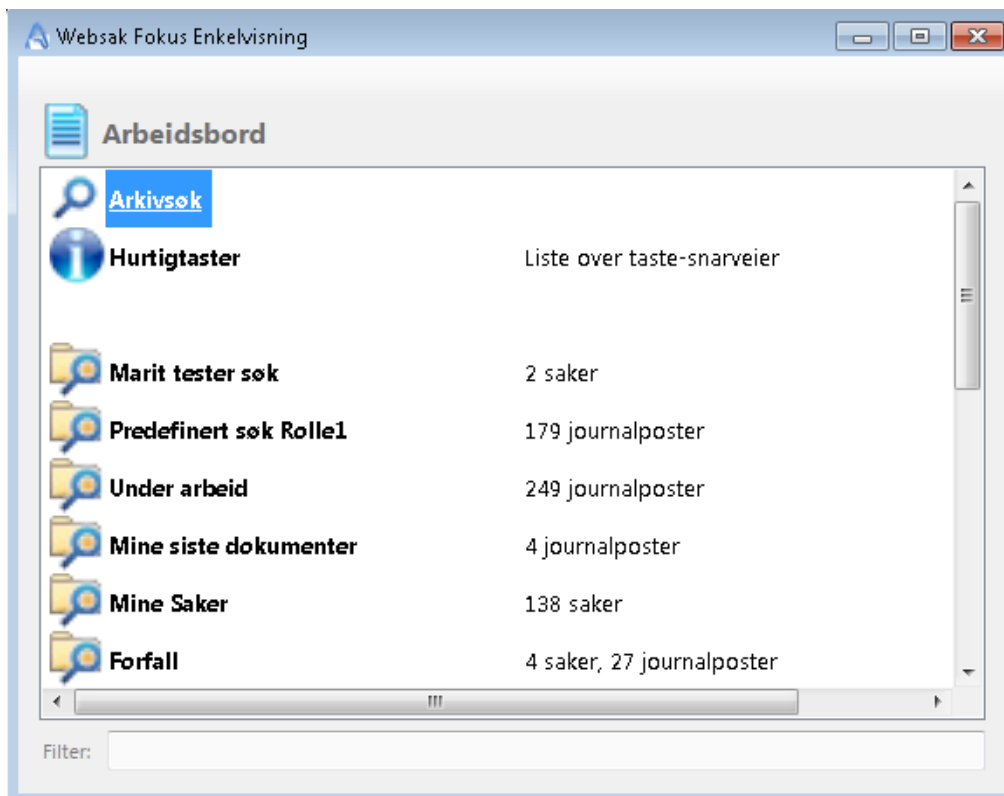 Websak Fokus Enkelvisning
Arbeidsbord
Arkivsøk
Hurtigtaster Liste over taste-snarveier
Marit tester søk 2 saker
Predefinert søk Rolle1 179 journalposter
Under arbeid 249 journalposter
Mine siste dokumenter 4 journalposter
Mine Saker 138 saker
Forfall 4 saker, 27 journalposter
Filter: